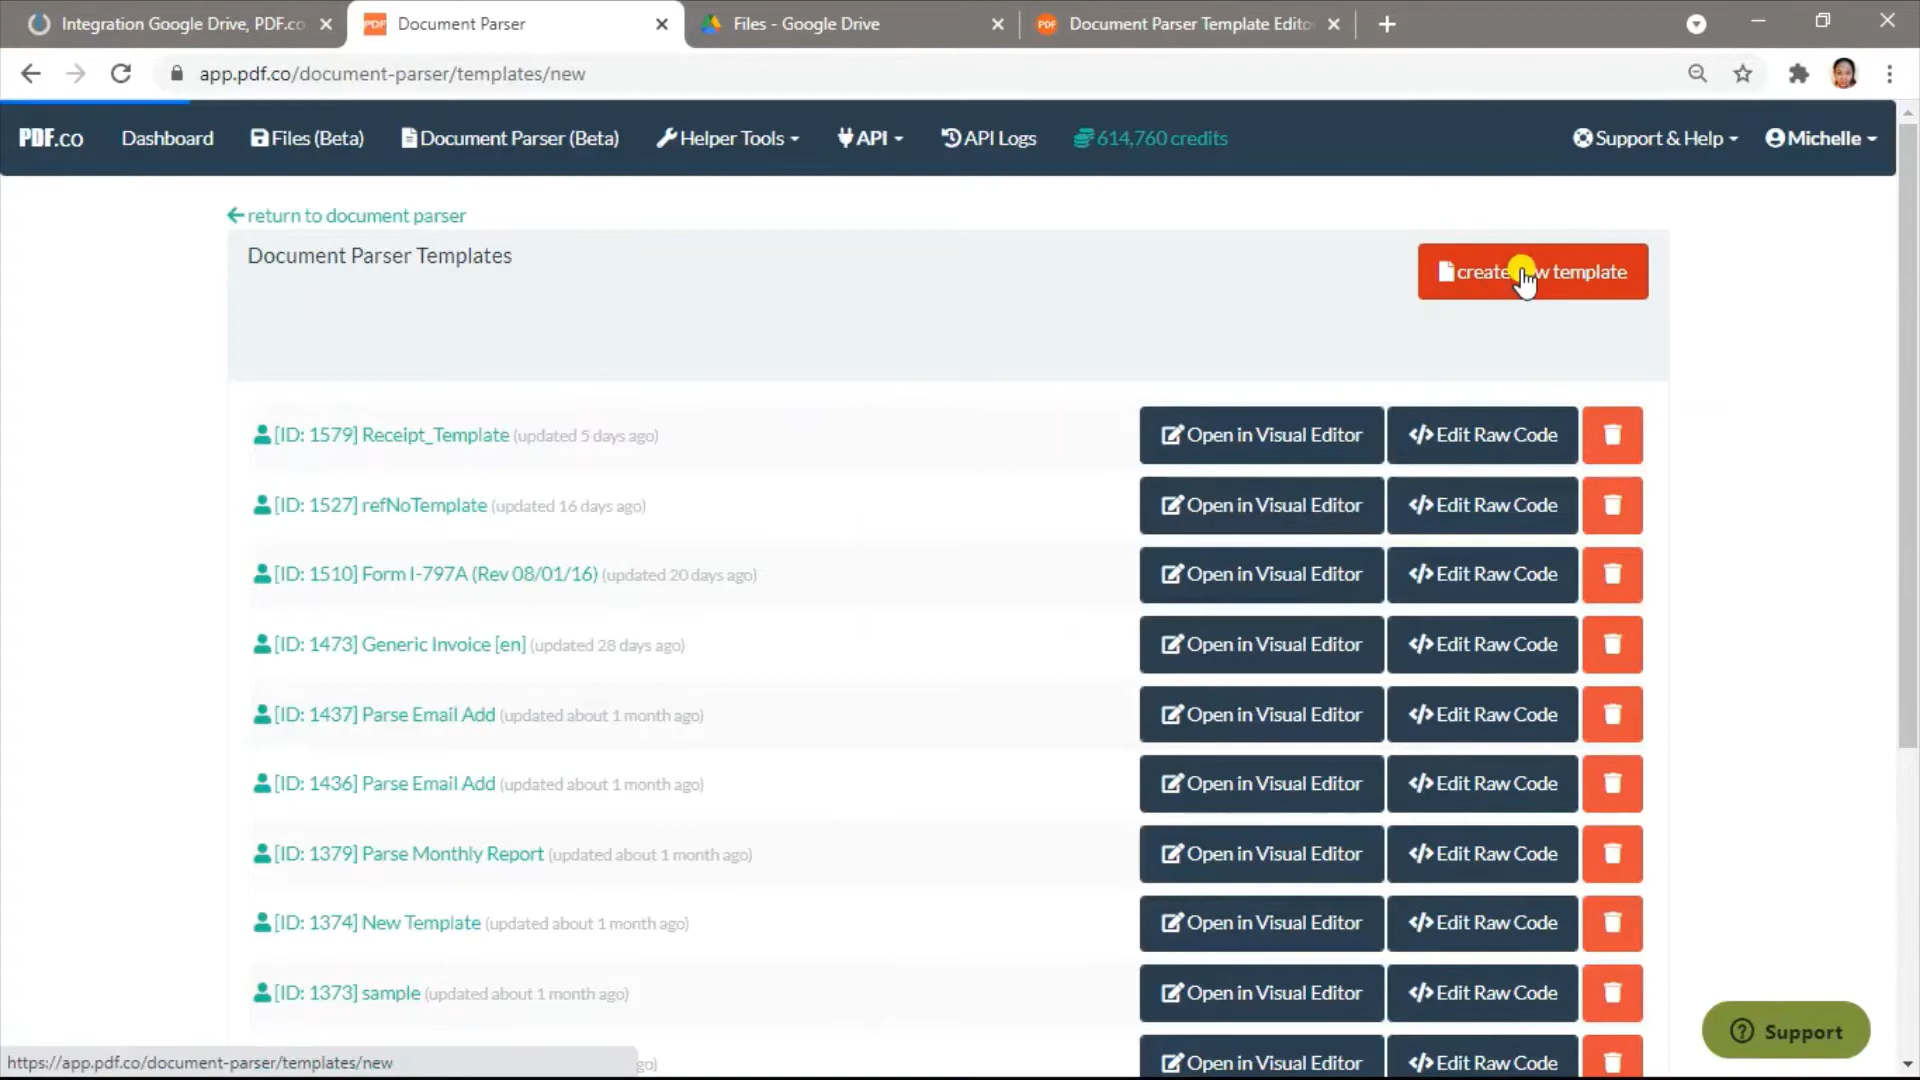 Integration Google Drive, PDF.co
Document Parser
Files - Google Drive
Document Parser Template Edito
app.pdf.co/document-parser/templates/new
PDF.co
Dashboard
Files (Beta)
Document Parser (Beta)
Helper Tools
API
API Logs
614,760 credits
Support & Help
Michelle
return to document parser
Document Parser Templates
create w template
[ID: 1579] Receipt_Template (updated 5 days ago)
Open in Visual Editor
Edit Raw Code
[ID: 1527] refNoTemplate (updated 16 days ago)
Open in Visual Editor
Edit Raw Code
[ID: 1510] Form I-797A (Rev 08/01/16) (updated 20 days ago)
Open in Visual Editor
Edit Raw Code
[ID: 1473] Generic Invoice [en] (updated 28 days ago)
Open in Visual Editor
Edit Raw Code
[ID: 1437] Parse Email Add (updated about 1 month ago)
Open in Visual Editor
Edit Raw Code
[ID: 1436] Parse Email Add (updated about 1 month ago)
Open in Visual Editor
Edit Raw Code
[ID: 1379] Parse Monthly Report (updated about 1 month ago)
Open in Visual Editor
Edit Raw Code
[ID: 1374] New Template (updated about 1 month ago)
Open in Visual Editor
Edit Raw Code
[ID: 1373] sample (updated about 1 month ago)
Open in Visual Editor
Edit Raw Code
Support
https://app.pdf.co/document-parser/templates/new
go)
Open in Visual Editor
Edit Raw Code